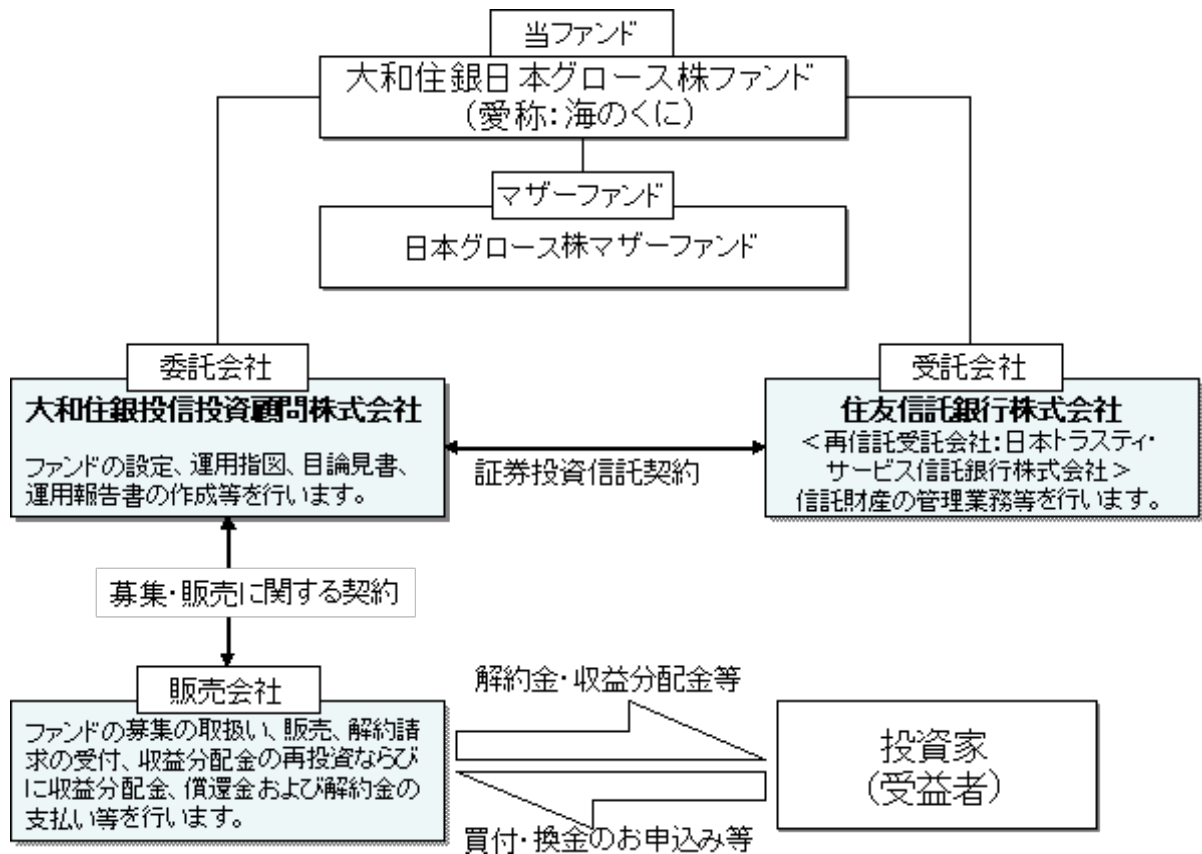 当ファンド
大和住銀日本グロース株ファンド
(愛称:海のくに)
マザーファンド
日本グロース株マザーファンド
委託会社
大和住銀投信投資顧問株式会社
ファンドの設定、運用指図、目論見書、
運用報告書の作成等を行います。
証券投資信託契約
受託会社
住友信託銀行株式会社
<再信託受託会社:日本トラスティ・
サービス信託銀行株式会社>
信託財産の管理業務等を行います。
募集・販売に関する契約
販売会社
ファンドの募集の取扱い、販売、解約請
求の受付、収益分配金の再投資ならび
に収益分配金、償還金および解約金の
支払い等を行います。
解約金・収益分配金等
買付・換金のお申込み等
投資家
(受益者)